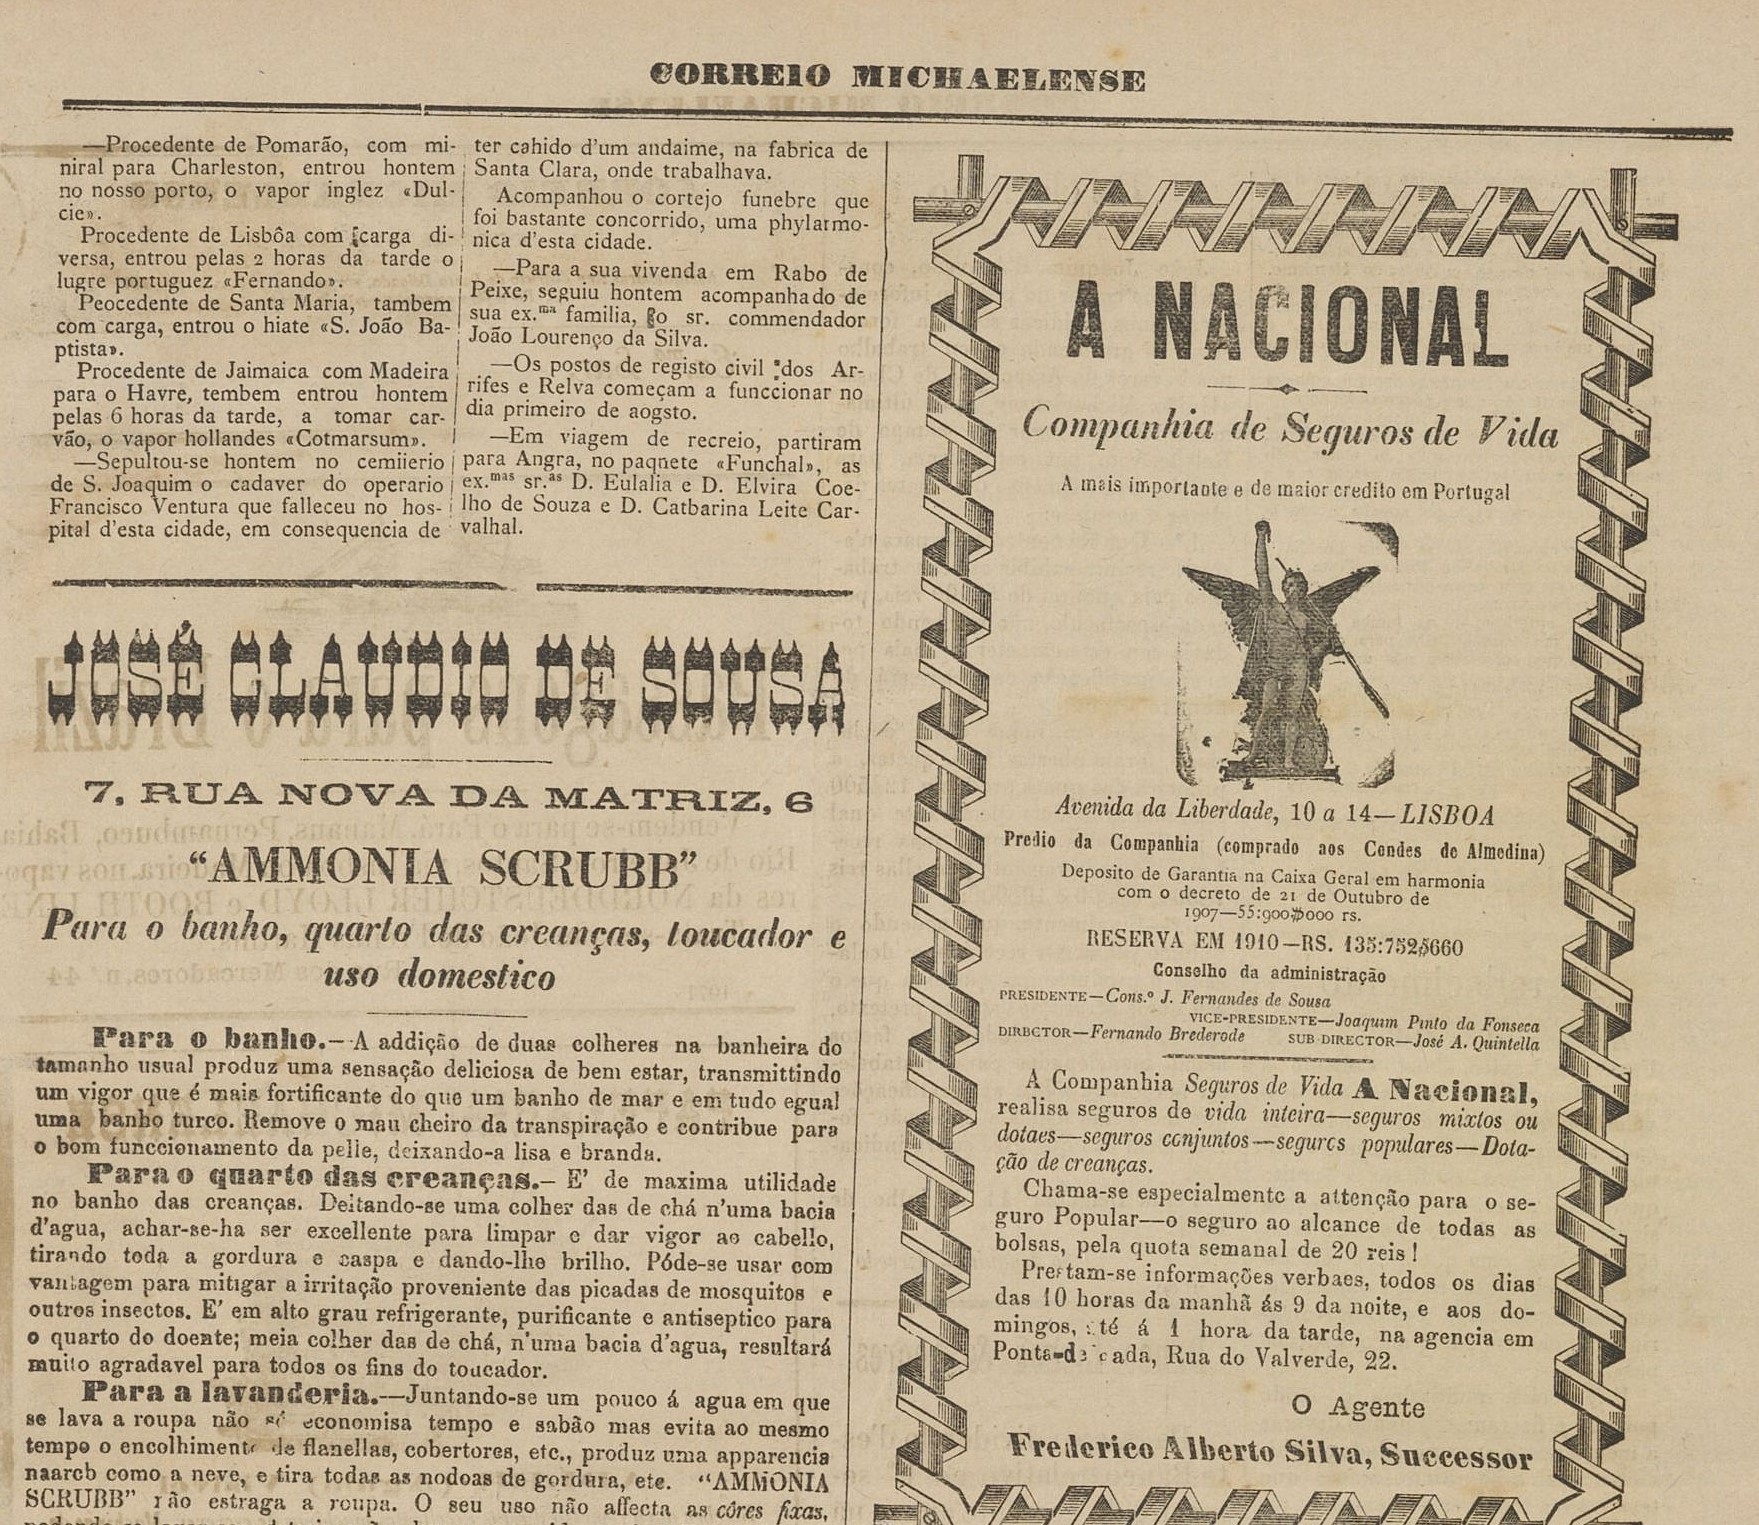 CORREIO MICHAELENSE
—Procedente de Pomarão, com mi-
niral para Charleston, entrou hontem
no nosso porto, o vapor inglez «Dul-
cie».
Procedente de Lisbôa com carga di-
versa, entrou pelas 2 horas da tarde o
lugre portuguez «Fernando».
Peocedente de Santa Maria, tambem
com carga, entrou o hiate «S. João Ba-
ptista».
Procedente de Jaimaica com Madeira
para o Havre, tembem entrou hontem
pelas 6 horas da tarde, a tomar car-
vão, o vapor hollandes «Cotmarsum».
—Sepultou-se hontem no cemiierio
de S. Joaquim o cadaver do operario
Francisco Ventura que falleceu no hos-
pital d'esta cidade, em consequencia de
ter cahido d'um andaime, na fabrica de
Santa Clara, onde trabalhava.
Acompanhou o cortejo funebre que
foi bastante concorrido, uma phylarmo-
nica d'esta cidade.
—Para a sua vivenda em Rabo de
Peixe, seguiu hontem acompanhado de
sua ex.ma familia, o sr. commendador
João Lourenço da Silva.
—Os postos de registo civil dos Ar-
rifes e Relva começam a funccionar no
dia primeiro de aogsto.
—Em viagem de recreio, partiram
para Angra, no paqnete «Funchal», as
ex.mas sr.as D. Eulalia e D. Elvira Coe-
lho de Souza e D. Catbarina Leite Car-
valhal.
JOSÉ CLAUDIO DE SOUSA
7, RUA NOVA DA MATRIZ, 6
“AMMONIA SCRUBB”
Para o banho, quarto das creanças, toucador e
uso domestico
Para o banho.—A addição de duas colheres na banheira do
tamanho usual produz uma sensação deliciosa de bem estar, transmittindo
um vigor que é mais fortificante do que um banho de mar e em tudo egual
uma banho turco. Remove o mau cheiro da transpiração e contribue para
o bom funccionamento da pelle, deixando-a lisa e branda.
Para o quarto das creanças.—E' de maxima utilidade
no banho das creanças. Deitando-se uma colher das de chá n'uma bacia
d'agua, achar-se-ha ser excellente para limpar e dar vigor ao cabello,
tirando toda a gordura e caspa e dando-lhe brilho. Póde-se usar com
vantagem para mitigar a irritação proveniente das picadas de mosquitos e
outros insectos. E' em alto grau refrigerante, purificante e antiseptico para
o quarto do doente; meia colher das de chá, n'uma bacia d'agua, resultará
muito agradavel para todos os fins do toucador.
Para a lavanderia.—Juntando-se um pouco á agua em que
se lava a roupa não só economisa tempo e sabão mas evita ao mesmo
tempo o encolhimento de flanellas, cobertores, etc., produz uma apparencia
naarcb como a neve, e tira todas as nodoas de gordura, etc. “AMMONIA
SCRUBB” não estraga a roupa. O seu uso não affecta as côres fixas,
A NACIONAL
Companhia de Seguros de Vida
A mais importante e de maior credito em Portugal
Avenida da Liberdade, 10 a 14—LISBOA
Predio da Companhia (comprado aos Condes de Almedina)
Deposito de Garantia na Caixa Geral em harmonia
com o decreto de 21 de Outubro de
1907—55:900$000 rs.
RESERVA EM 1910—RS. 135:752$660
Conselho da administração
PRESIDENTE—Cons.º J. Fernandes de Sousa
VICE-PRESIDENTE—Joaquim Pinto da Fonseca
DIRECTOR—Fernando Brederode SUB DIRECTOR—José A. Quintella
A Companhia Seguros de Vida A Nacional,
realisa seguros de vida inteira—seguros mixtos ou
dotaes—seguros conjuntos—seguros populares—Dota-
ção de creanças.
Chama-se especialmente a attenção para o se-
guro Popular—o seguro ao alcance de todas as
bolsas, pela quota semanal de 20 reis!
Prestam-se informações verbaes, todos os dias
das 10 horas da manhã ás 9 da noite, e aos do-
mingos, até á 1 hora da tarde, na agencia em
Ponta-delgada, Rua do Valverde, 22.
O Agente
Frederico Alberto Silva, Successor